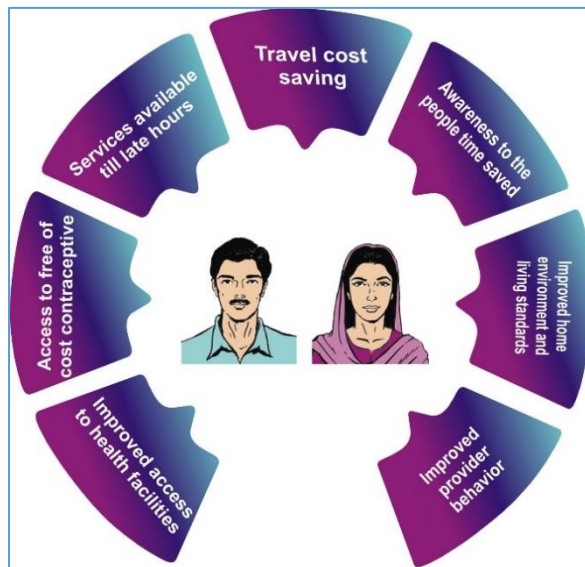 Travel cost
saving
Awareness to the
people time saved
Improved home
environment and
living standards
Improved
provider
behavior
Improved access
to health facilities
Access to free of
cost contraceptive
Services available
till late hours